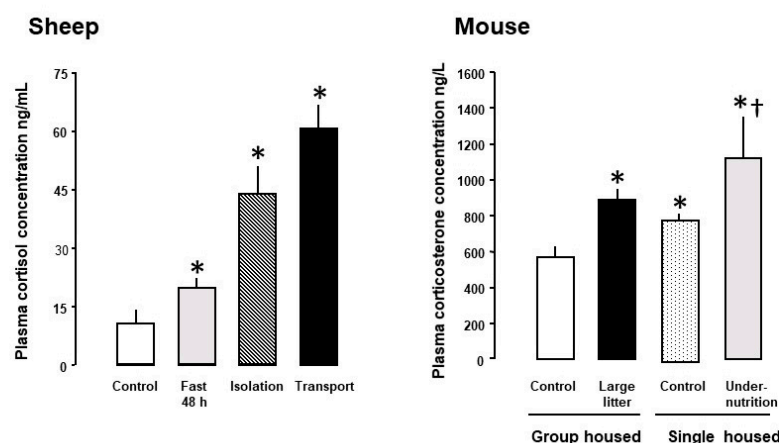 Sheep
Plasma cortisol concentration ng/mL
75
60
45
30
15
0
*
*
*
Control
Fast
48 h
Isolation
Transport
Mouse
Plasma corticosterone concentration ng/L
1600
1400
1200
1000
800
600
400
200
0
*
*
*†
Control
Large
litter
Control
Under-
nutrition
Group housed
Single housed